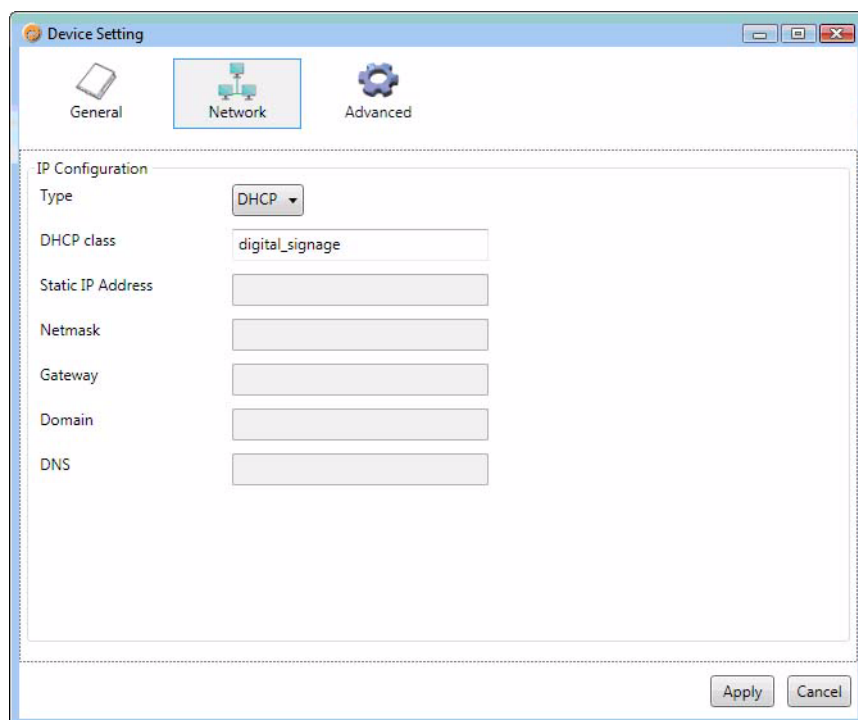 Device Setting
General Network Advanced
IP Configuration
Type DHCP
DHCP class digital_signage
Static IP Address
Netmask
Gateway
Domain
DNS
Apply Cancel